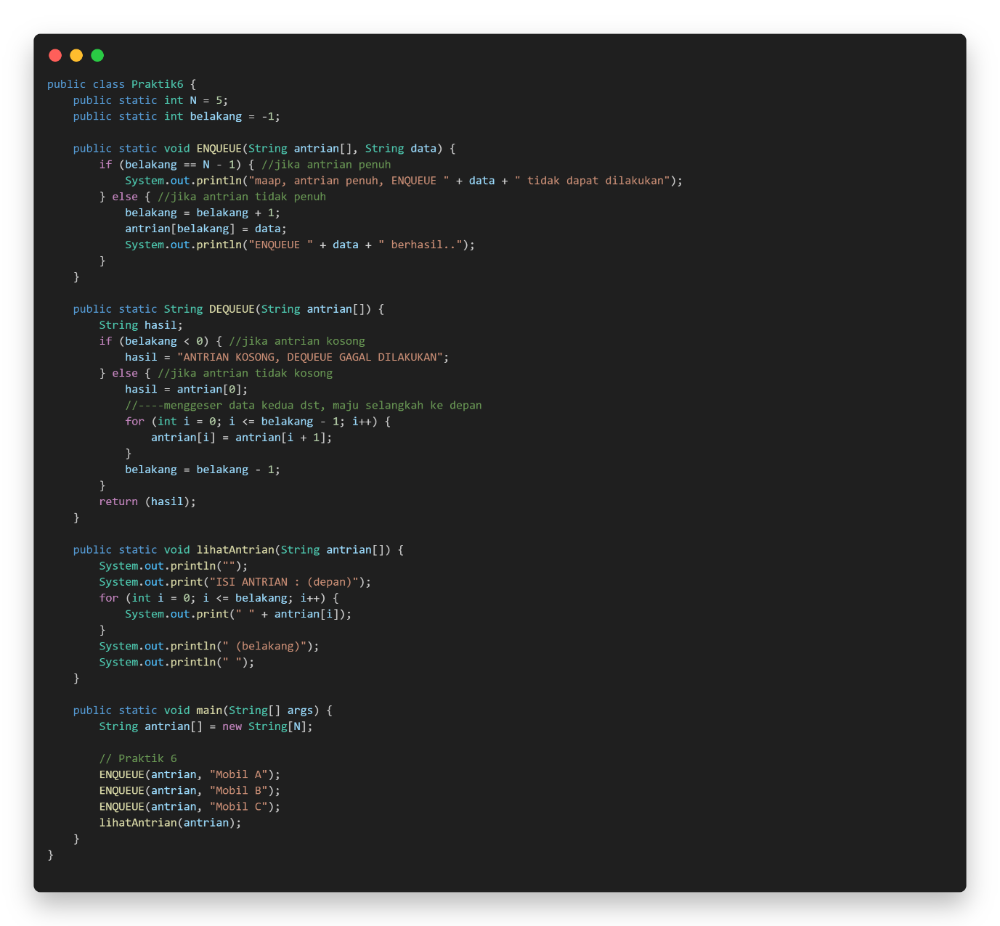 public class Praktik6 {
    public static int N = 5;
    public static int belakang = -1;

    public static void ENQUEUE(String antrian[], String data) {
        if (belakang == N - 1) { //jika antrian penuh
            System.out.println("maap, antrian penuh, ENQUEUE " + data + " tidak dapat dilakukan");
        } else { //jika antrian tidak penuh
            belakang = belakang + 1;
            antrian[belakang] = data;
            System.out.println("ENQUEUE " + data + " berhasil..");
        }
    }

    public static String DEQUEUE(String antrian[]) {
        String hasil;
        if (belakang < 0) { //jika antrian kosong
            hasil = "ANTRIAN KOSONG, DEQUEUE GAGAL DILAKUKAN";
        } else { //jika antrian tidak kosong
            hasil = antrian[0];
            //----menggeser data kedua dst, maju selangkah ke depan
            for (int i = 0; i <= belakang - 1; i++) {
                antrian[i] = antrian[i + 1];
            }
            belakang = belakang - 1;
        }
        return (hasil);
    }

    public static void lihatAntrian(String antrian[]) {
        System.out.println("");
        System.out.print("ISI ANTRIAN : (depan)");
        for (int i = 0; i <= belakang; i++) {
            System.out.print(" " + antrian[i]);
        }
        System.out.println(" (belakang)");
        System.out.println(" ");
    }

    public static void main(String[] args) {
        String antrian[] = new String[N];

        // Praktik 6
        ENQUEUE(antrian, "Mobil A");
        ENQUEUE(antrian, "Mobil B");
        ENQUEUE(antrian, "Mobil C");
        lihatAntrian(antrian);
    }
}